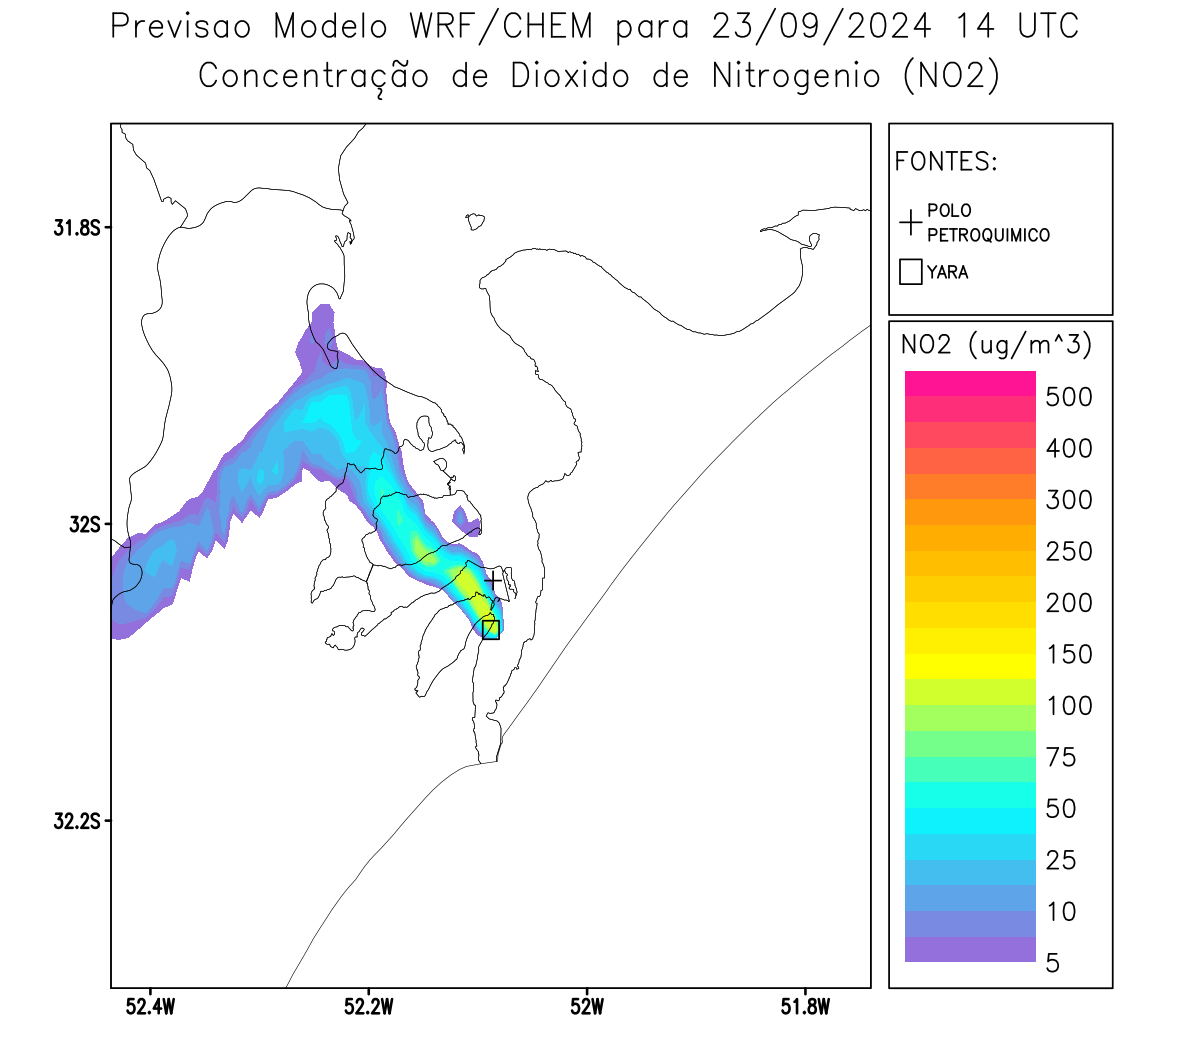 Previsao Modelo WRF/CHEM para 23/09/2024 14 UTC
Concentração de Dioxido de Nitrogenio (NO2)
FONTES:
POLO
PETROQUIMICO
YARA
31.8S
32S
32.2S
52.4W
52.2W
52W
51.8W
NO2 (ug/m^3)
500
400
300
250
200
150
100
75
50
25
10
5